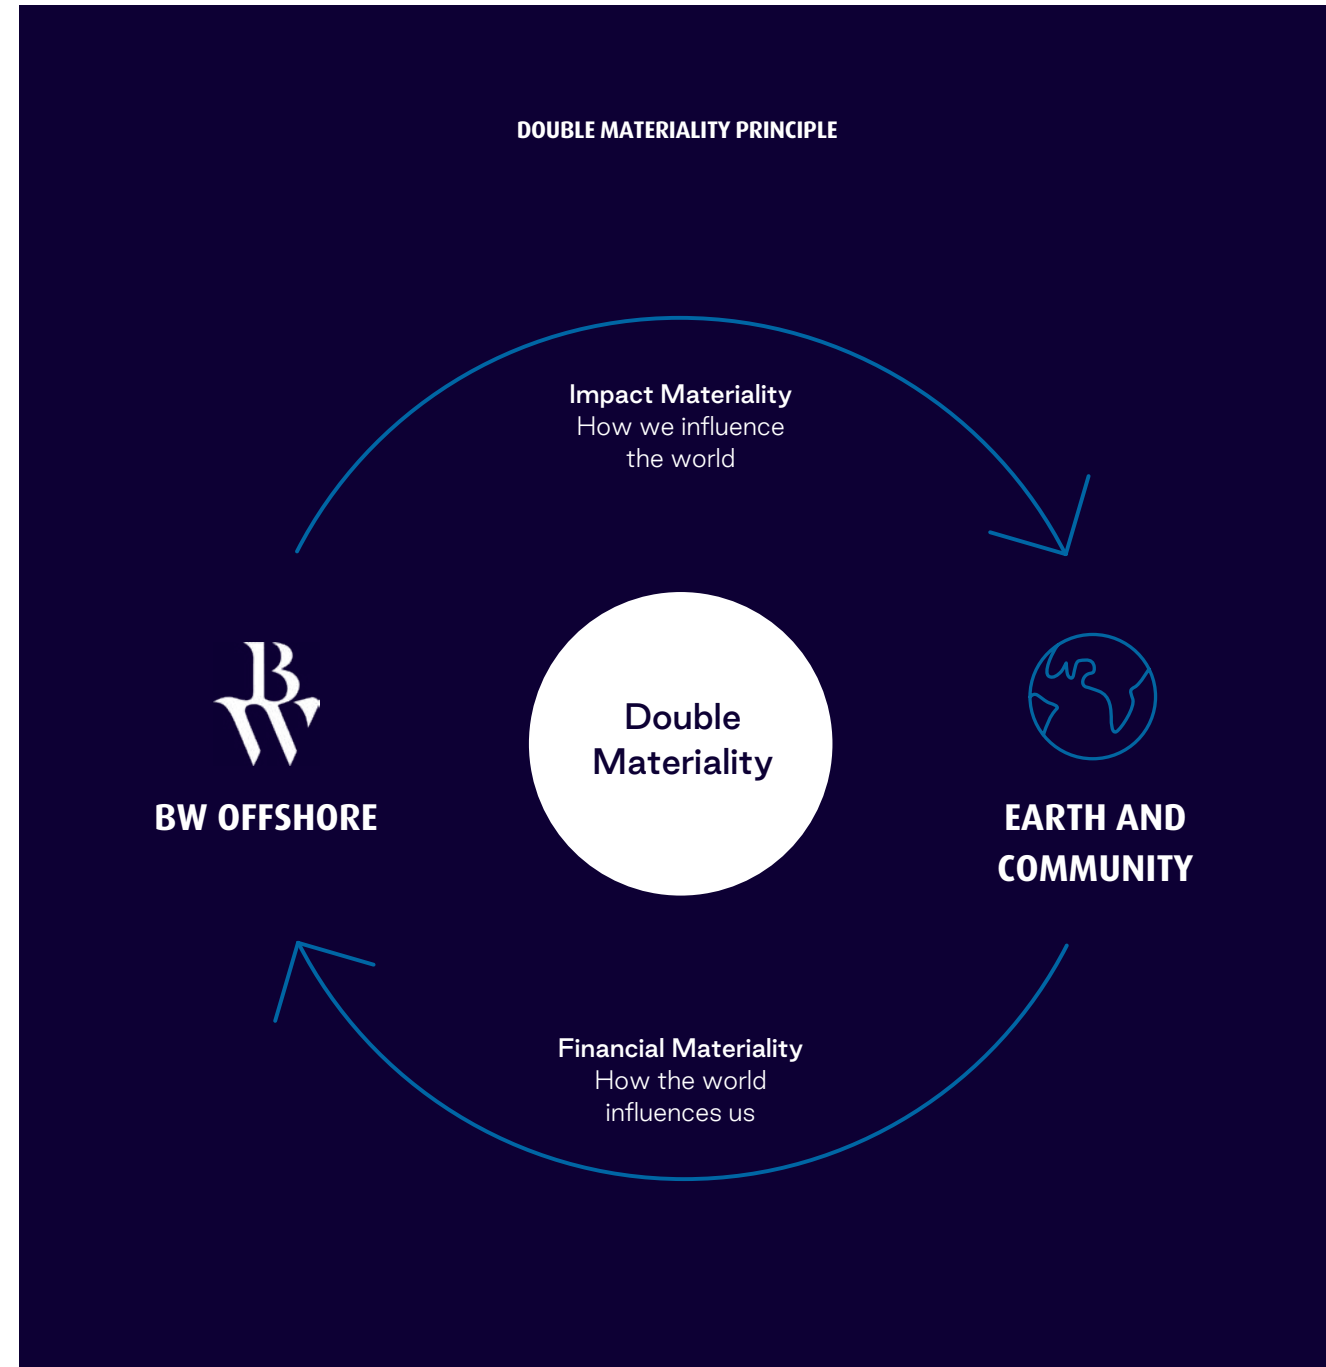 DOUBLE MATERIALITY PRINCIPLE
Impact Materiality
How we influence
the world
BW
BW OFFSHORE
Double
Materiality
EARTH AND
COMMUNITY
Financial Materiality
How the world
influences us